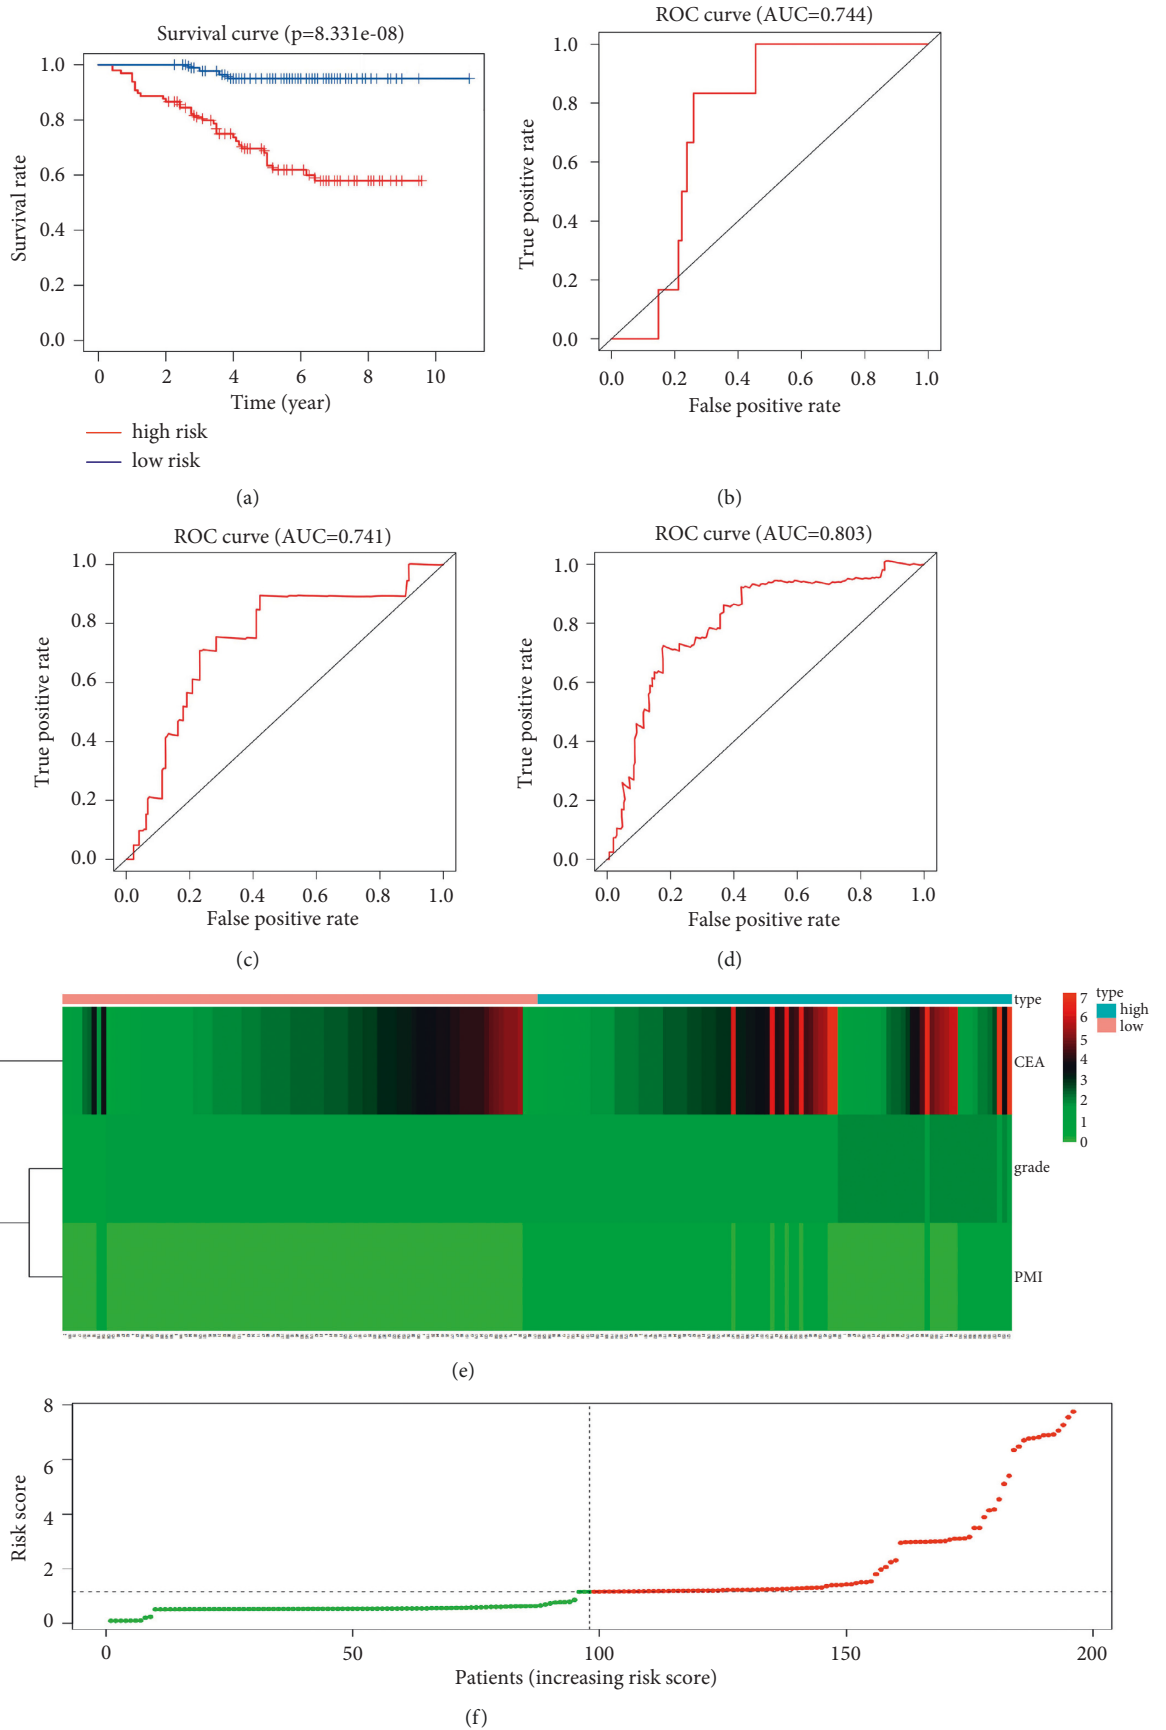 Survival curve (p=8.331e-08)
1.0
0.8
0.6
0.4
0.2
0.0
Survival rate
0 2 4 6 8 10
Time (year)
high risk
low risk
(a)
ROC curve (AUC=0.744)
1.0
0.8
0.6
0.4
0.2
0.0
True positive rate
0.0 0.2 0.4 0.6 0.8 1.0
False positive rate
(b)
ROC curve (AUC=0.741)
1.0
0.8
0.6
0.4
0.2
0.0
True positive rate
0.0 0.2 0.4 0.6 0.8 1.0
False positive rate
(c)
ROC curve (AUC=0.803)
1.0
0.8
0.6
0.4
0.2
0.0
True positive rate
0.0 0.2 0.4 0.6 0.8 1.0
False positive rate
(d)
type
CEA
grade
PMI
7
6
5
4
3
2
1
0
type
high
low
(e)
8
6
4
2
0
Risk score
0 50 100 150 200
Patients (increasing risk score)
(f)